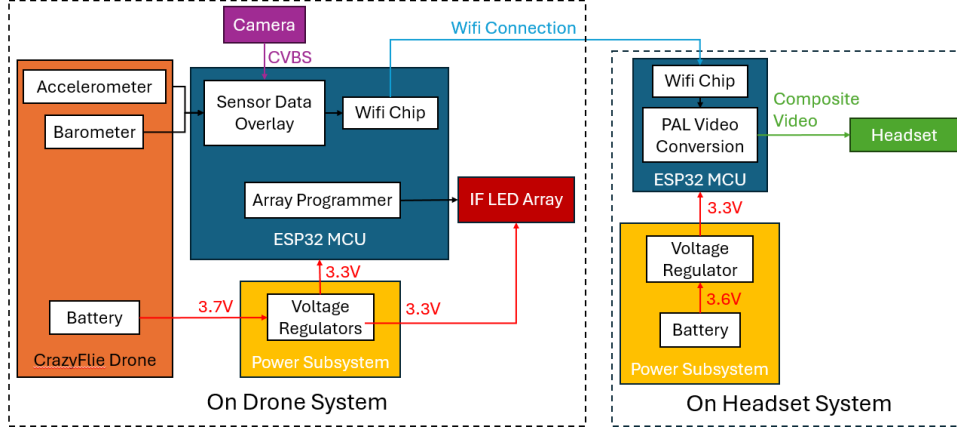 Camera
CVBS
Wifi Connection
Accelerometer
Barometer
Sensor Data
Overlay
Wifi Chip
Array Programmer
ESP32 MCU
IF LED Array
3.3V
3.7V
3.3V
Battery
Voltage
Regulators
CrazyFlie Drone
Power Subsystem
On Drone System
Wifi Chip
PAL Video
Conversion
ESP32 MCU
Composite
Video
Headset
3.3V
Voltage
Regulator
3.6V
Battery
Power Subsystem
On Headset System